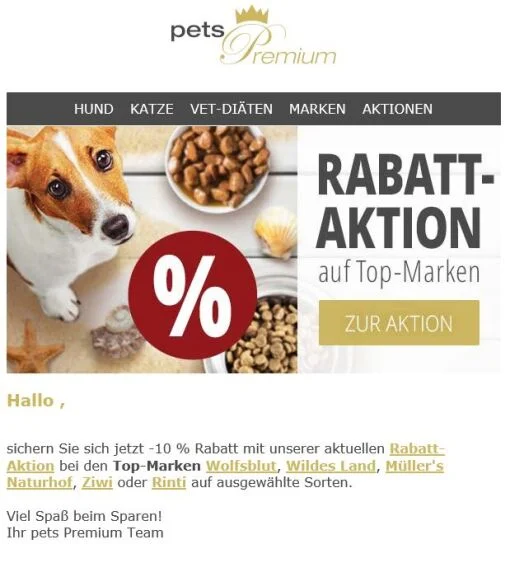 pets
Premium
HUND KATZE VET-DIÄTEN MARKEN AKTIONEN
RABATT-
AKTION
auf Top-Marken
%
ZUR AKTION
Hallo ,
sichern Sie sich jetzt -10 % Rabatt mit unserer aktuellen Rabatt-
Aktion bei den Top-Marken Wolfsblut, Wildes Land, Müller's
Naturhof, Ziwi oder Rinti auf ausgewählte Sorten.
Viel Spaß beim Sparen!
Ihr pets Premium Team